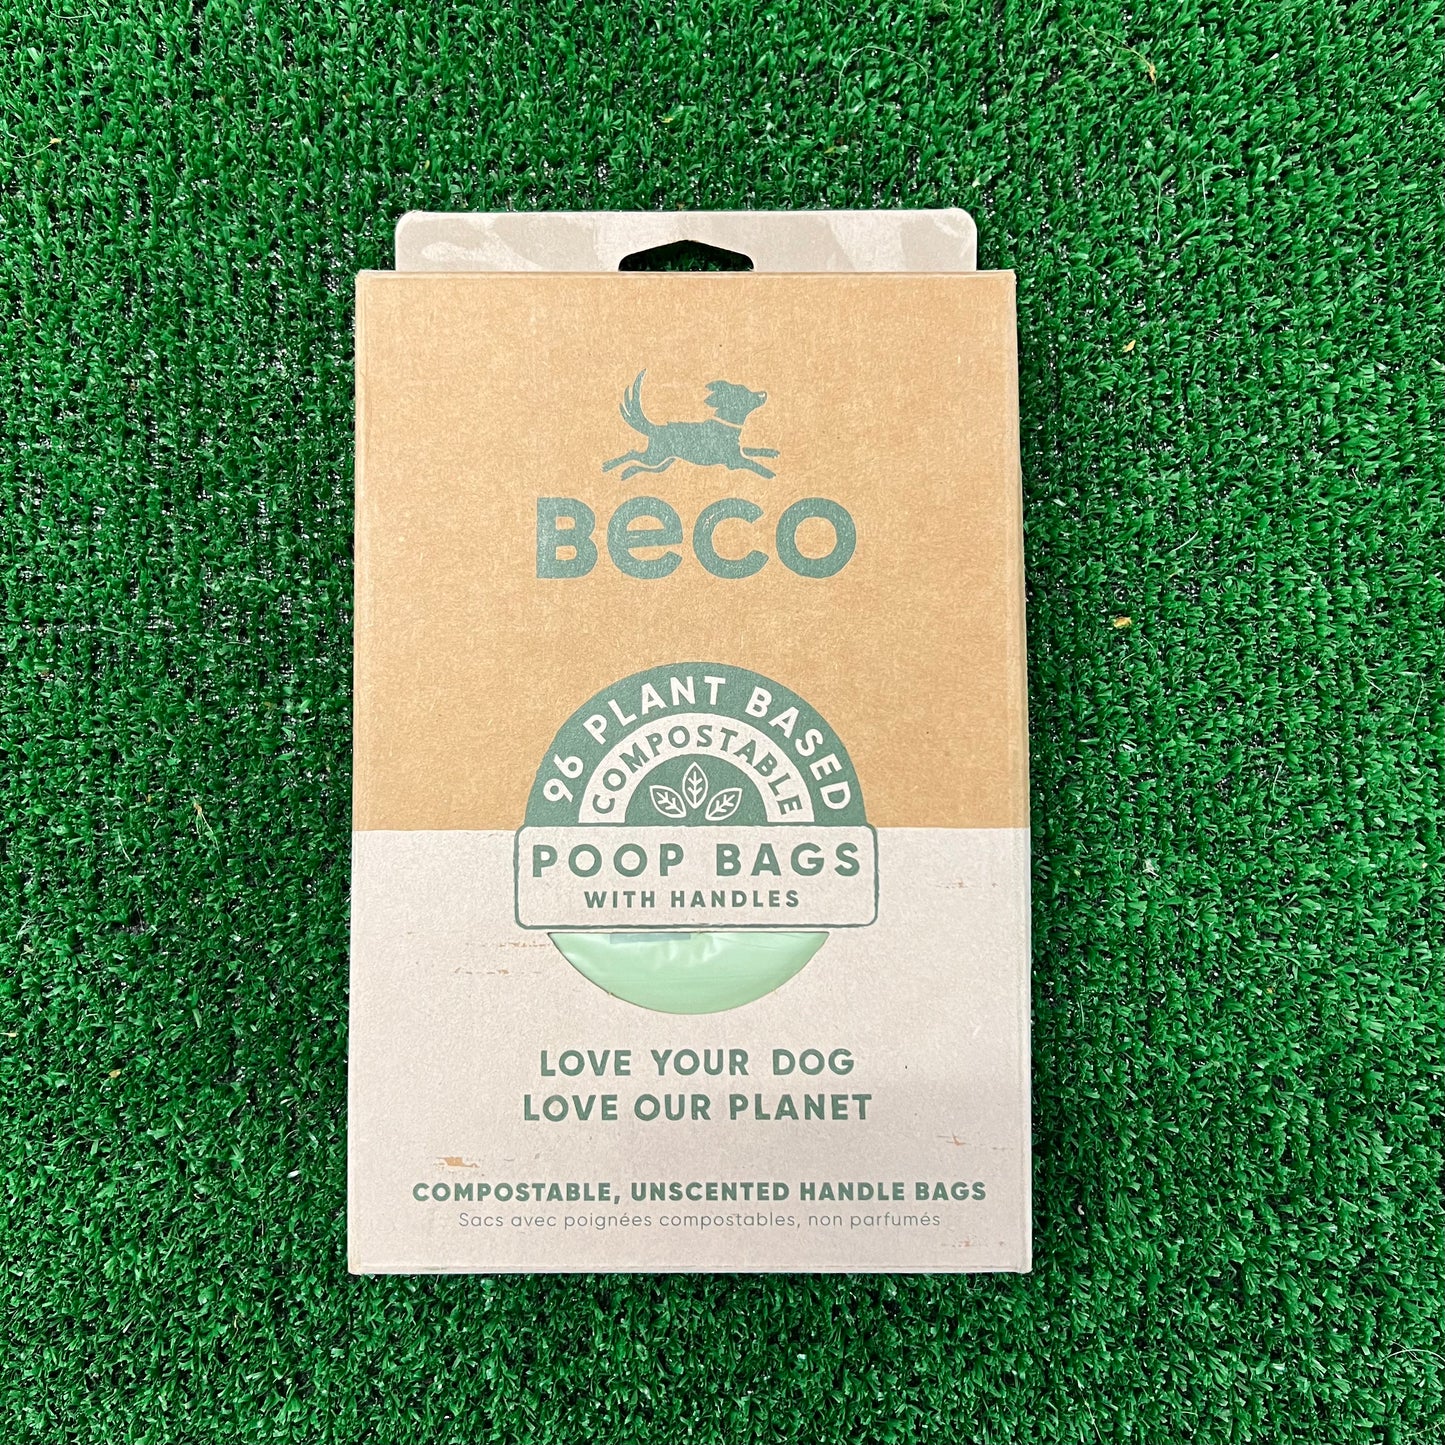 Beco
96 PLANT BASED
COMPOSTABLE
POOP BAGS
WITH HANDLES
LOVE YOUR DOG
LOVE OUR PLANET
COMPOSTABLE, UNSCENTED HANDLE BAGS
Sacs avec poignées compostables, non parfumés